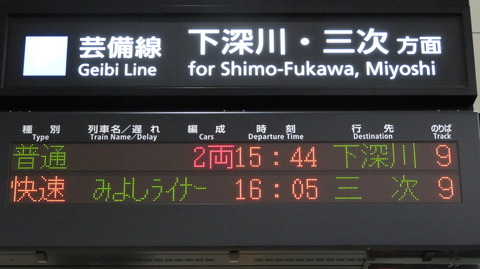 芸備線 下深川・三次 方面
Geibi Line for Shimo-Fukawa, Miyoshi
種別 列車名/遅れ 編成 時刻 行先 のりば
Type Train Name/Delay Cars Departure Time Destination Track
普通 2両 15:44 下深川 9
快速 みよしライナー 16:05 三次 9